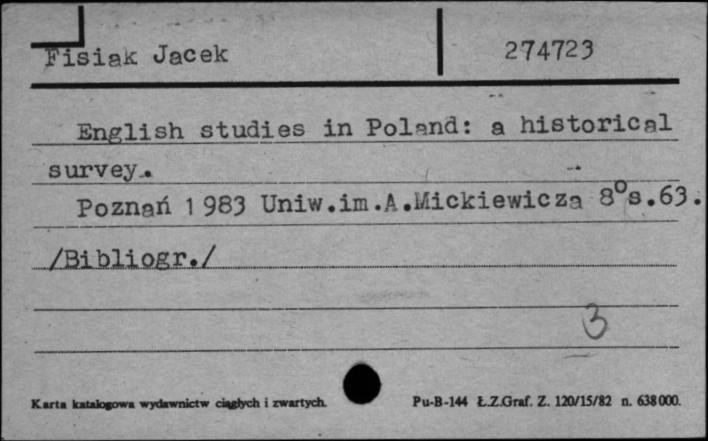 Fisiak Jacek 274723
English studies in Poland: a historical
survey.
Poznań 1983 Uniw.im.A.Mickiewicza 8°s.63.
/Bibliogr./
3
Karta katalogowa wydawnictw ciągłych i zwartych. Pu-B-144 Ł.Z.Graf. Z. 120/15/82 n. 638000.